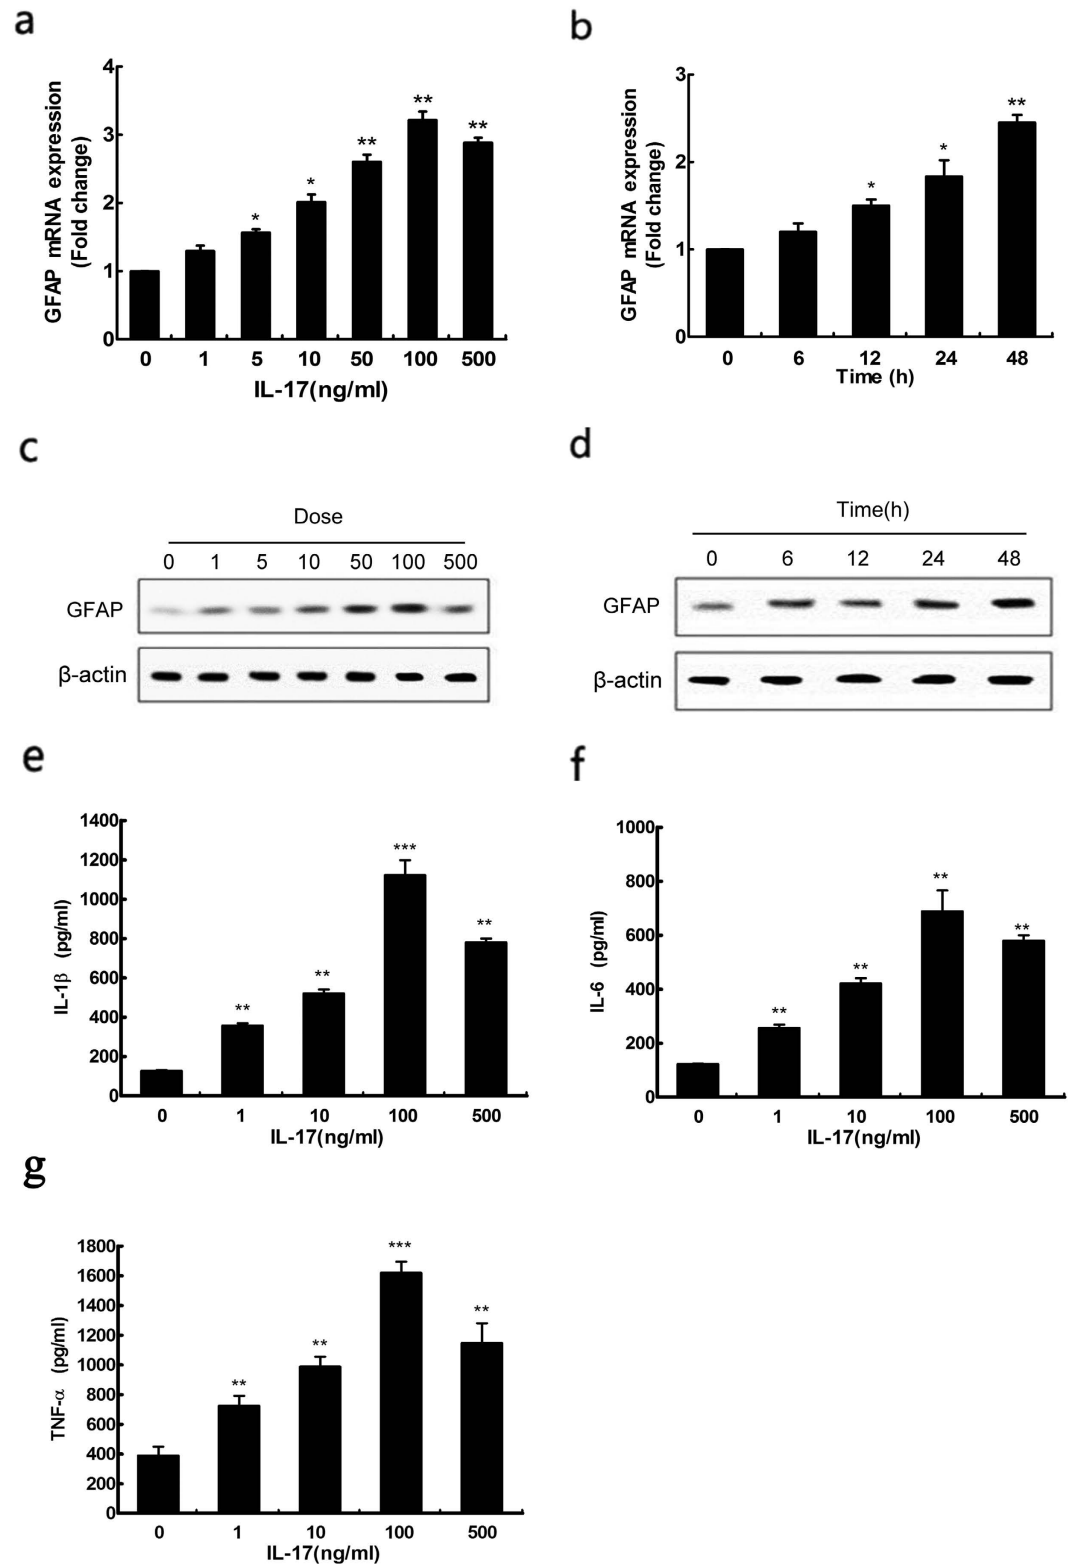 a
GFAP mRNA expression
(Fold change)
4
3
2
1
0
* * ** ** **
0 1 5 10 50 100 500
IL-17(ng/ml)
b
GFAP mRNA expression
(Fold change)
3
2
1
0
* * **
0 6 12 24 48
Time (h)
c
Dose
0 1 5 10 50 100 500
GFAP
β-actin
d
Time(h)
0 6 12 24 48
GFAP
β-actin
e
IL-1β (pg/ml)
1400
1200
1000
800
600
400
200
0
** ** *** **
0 1 10 100 500
IL-17(ng/ml)
f
IL-6 (pg/ml)
1000
800
600
400
200
0
** ** ** **
0 1 10 100 500
IL-17(ng/ml)
g
TNF-α (pg/ml)
1800
1600
1400
1200
1000
800
600
400
200
0
** ** *** **
0 1 10 100 500
IL-17(ng/ml)